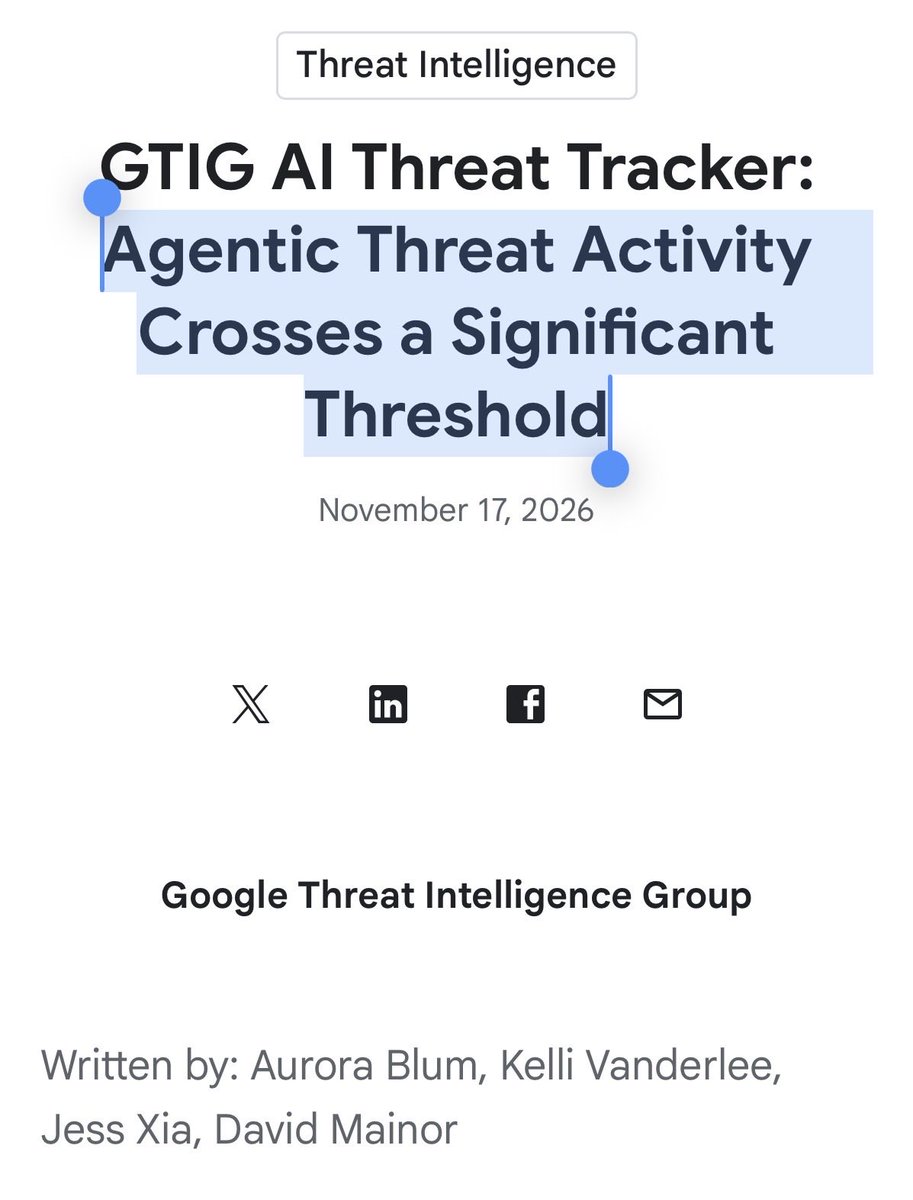 Threat Intelligence
GTIG AI Threat Tracker:
Agentic Threat Activity
Crosses a Significant
Threshold
November 17, 2026
Google Threat Intelligence Group
Written by: Aurora Blum, Kelli Vanderlee,
Jess Xia, David Mainor